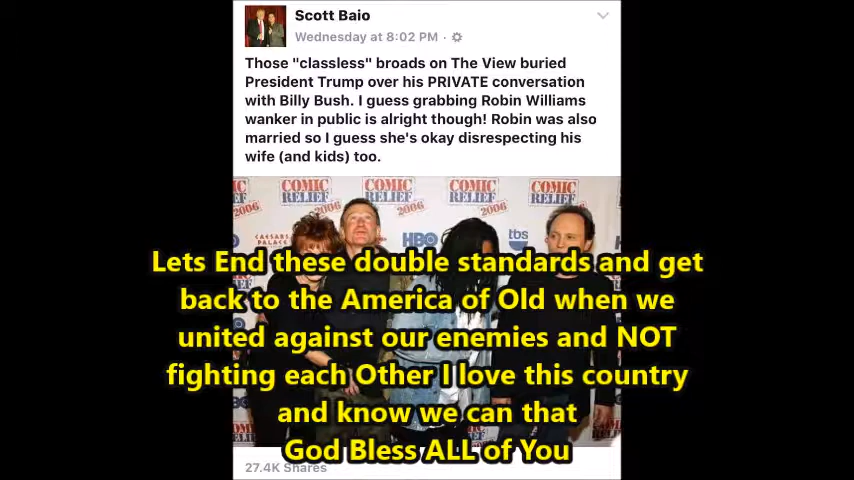 Scott Baio
Wednesday at 8:02 PM ·
Those "classless" broads on The View buried
President Trump over his PRIVATE conversation
with Billy Bush. I guess grabbing Robin Williams
wanker in public is alright though! Robin was also
married so I guess she's okay disrespecting his
wife (and kids) too.
COMIC RELIEF 2006
COMIC RELIEF
COMIC RELIEF 2006
COMIC RELIEF 2006
CAESARS PALACE
HBO
tbs
Lets End these double standards and get
back to the America of Old when we
united against our enemies and NOT
fighting each Other I love this country
and know we can that
God Bless ALL of You
27.4K Shares